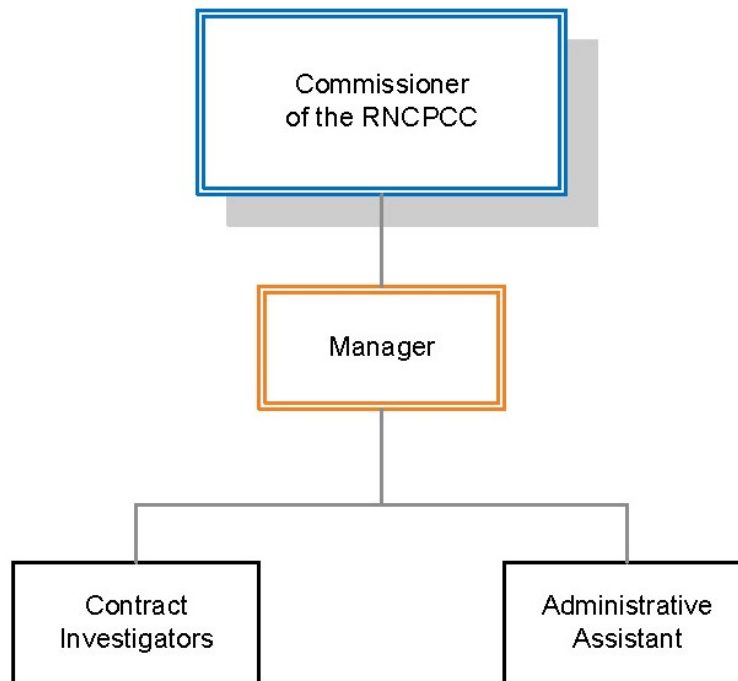 Commissioner
of the RNCPCC
Manager
Contract
Investigators
Administrative
Assistant